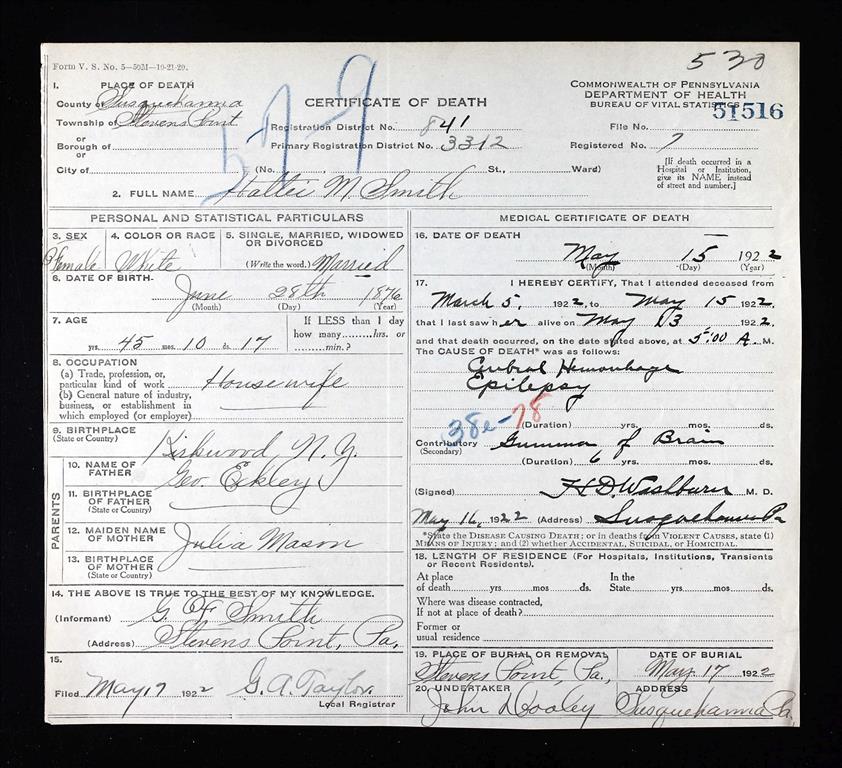 Form V. S. No. 5—50M—10-21-20.
530
1. PLACE OF DEATH
County of Susquehanna
Township of Stevens Point
or
Borough of
or
City of
579
CERTIFICATE OF DEATH
Registration District No. 841
Primary Registration District No. 3312
(No. , St., Ward)
COMMONWEALTH OF PENNSYLVANIA
DEPARTMENT OF HEALTH
BUREAU OF VITAL STATISTICS
51516
File No.
Registered No. 7
[If death occurred in a
Hospital or Institution,
give its NAME instead
of street and number.]
2. FULL NAME Hattie M. Smith
PERSONAL AND STATISTICAL PARTICULARS
3. SEX
Female
4. COLOR OR RACE
White
5. SINGLE, MARRIED, WIDOWED
OR DIVORCED
(Write the word.) Married
6. DATE OF BIRTH
June 28th 1876
(Month) (Day) (Year)
7. AGE
45 yrs. 10 mos. 17 ds.
If LESS than 1 day
how many hrs. or
min.?
8. OCCUPATION
(a) Trade, profession, or
particular kind of work Housewife
(b) General nature of industry,
business, or establishment in
which employed (or employer)
9. BIRTHPLACE
(State or Country) Kirkwood, N. Y.
PARENTS
10. NAME OF
FATHER Geo. Eckley
11. BIRTHPLACE
OF FATHER
(State or Country)
12. MAIDEN NAME
OF MOTHER Julia Mason
13. BIRTHPLACE
OF MOTHER
(State or Country)
14. THE ABOVE IS TRUE TO THE BEST OF MY KNOWLEDGE.
(Informant) G. F. Smith
(Address) Stevens Point, Pa.
15.
Filed May 17 1922 G. A. Taylor
Local Registrar
MEDICAL CERTIFICATE OF DEATH
16. DATE OF DEATH
May 15 1922
(Month) (Day) (Year)
17. I HEREBY CERTIFY, That I attended deceased from
March 5, 1922, to May 15 1922,
that I last saw her alive on May 13 1922,
and that death occurred, on the date stated above, at 5:00 A. M.
The CAUSE OF DEATH* was as follows:
Cerebral Hemorrhage
Epilepsy
38e-78
(Duration) yrs. mos. ds.
Contributory Gumma of Brain
(Secondary)
(Duration) 6 yrs. mos. ds.
(Signed) H. D. Washburn M. D.
May 16, 1922 (Address) Susquehanna Pa
*State the DISEASE CAUSING DEATH; or in deaths from VIOLENT CAUSES, state (1)
MEANS OF INJURY; and (2) whether ACCIDENTAL, SUICIDAL, or HOMICIDAL.
18. LENGTH OF RESIDENCE (For Hospitals, Institutions, Transients
or Recent Residents).
At place
of death yrs. mos. ds.
In the
State yrs. mos. ds.
Where was disease contracted,
if not at place of death?
Former or
usual residence
19. PLACE OF BURIAL OR REMOVAL
Stevens Point, Pa.,
DATE OF BURIAL
May 17 1922
20. UNDERTAKER
John Dooley
ADDRESS
Susquehanna Pa.